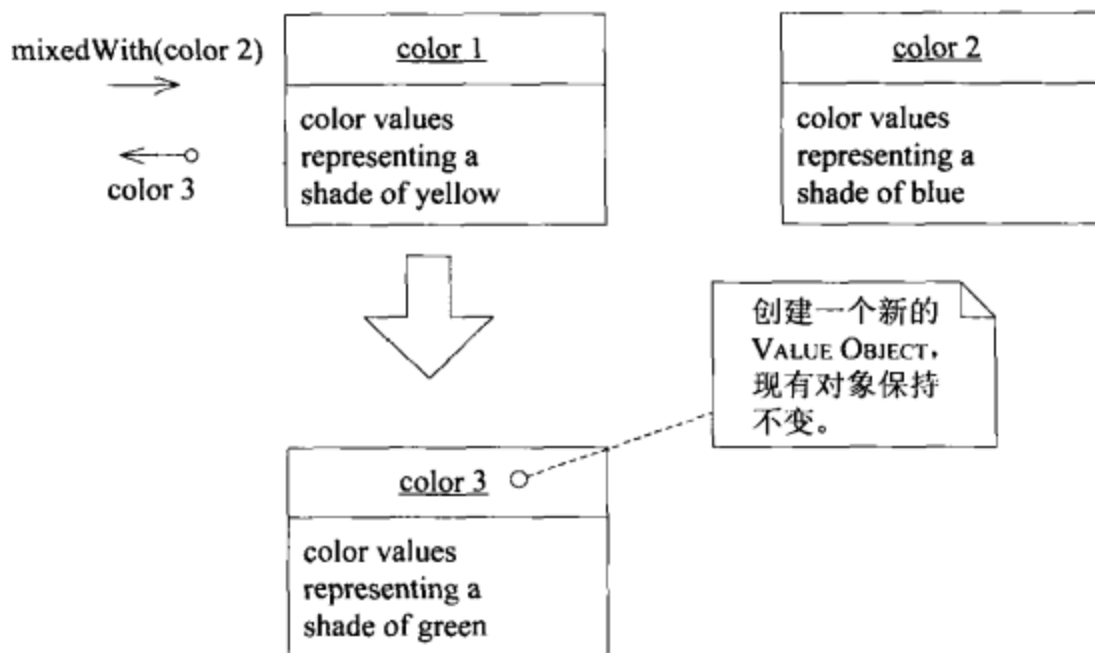 mixedWith(color 2)
color 3
color 1
color values
representing a
shade of yellow
color 2
color values
representing a
shade of blue
创建一个新的
VALUE OBJECT，
现有对象保持
不变。
color 3
color values
representing a
shade of green